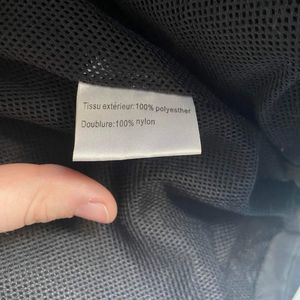 Tissu extérieur:100% polyesther
Doublure:100% nylon